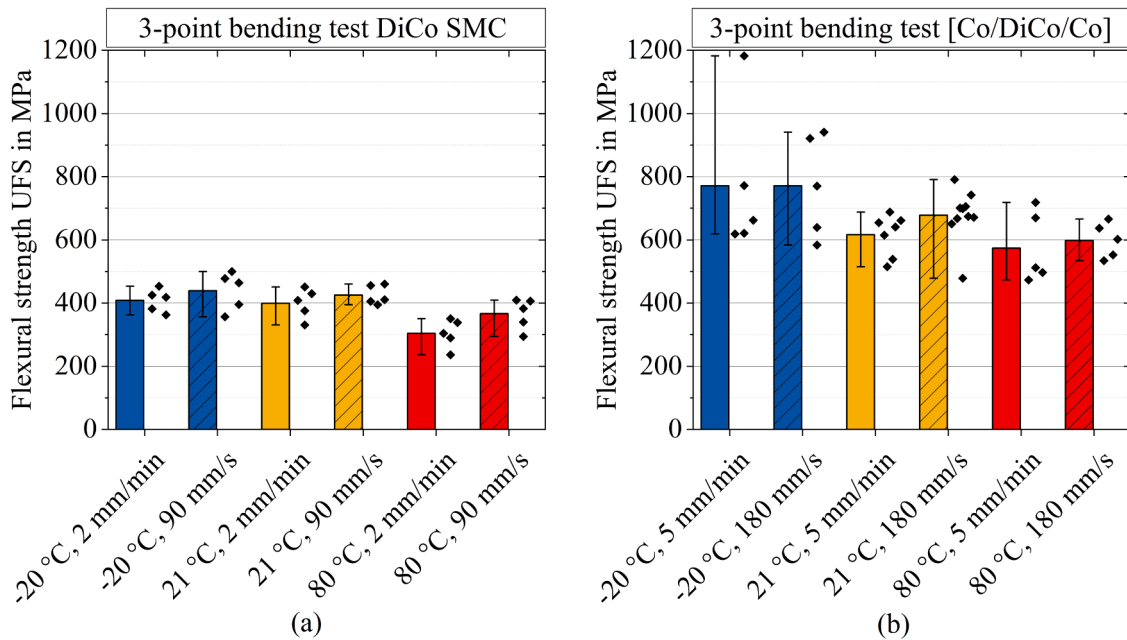 3-point bending test DiCo SMC
Flexural strength UFS in MPa
1200
1000
800
600
400
200
0
-20 °C, 2 mm/min
-20 °C, 90 mm/s
21 °C, 2 mm/min
21 °C, 90 mm/s
80 °C, 2 mm/min
80 °C, 90 mm/s
(a)
3-point bending test [Co/DiCo/Co]
Flexural strength UFS in MPa
1200
1000
800
600
400
200
0
-20 °C, 5 mm/min
-20 °C, 180 mm/s
21 °C, 5 mm/min
21 °C, 180 mm/s
80 °C, 5 mm/min
80 °C, 180 mm/s
(b)